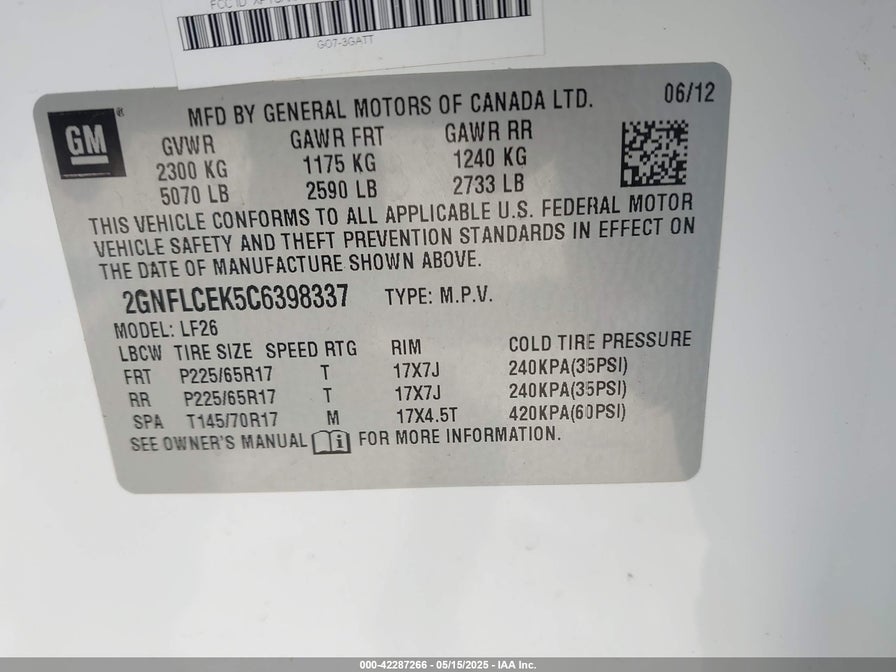 FCC ID
G07-3GATT
GM
MFD BY GENERAL MOTORS OF CANADA LTD. 06/12
GVWR GAWR FRT GAWR RR
2300 KG 1175 KG 1240 KG
5070 LB 2590 LB 2733 LB
THIS VEHICLE CONFORMS TO ALL APPLICABLE U.S. FEDERAL MOTOR
VEHICLE SAFETY AND THEFT PREVENTION STANDARDS IN EFFECT ON
THE DATE OF MANUFACTURE SHOWN ABOVE.
2GNFLCEK5C6398337 TYPE: M.P.V.
MODEL: LF26
LBCW TIRE SIZE SPEED RTG RIM COLD TIRE PRESSURE
FRT P225/65R17 T 17X7J 240KPA(35PSI)
RR P225/65R17 T 17X7J 240KPA(35PSI)
SPA T145/70R17 M 17X4.5T 420KPA(60PSI)
SEE OWNER'S MANUAL FOR MORE INFORMATION.
000-42287266 - 05/15/2025 - IAA Inc.